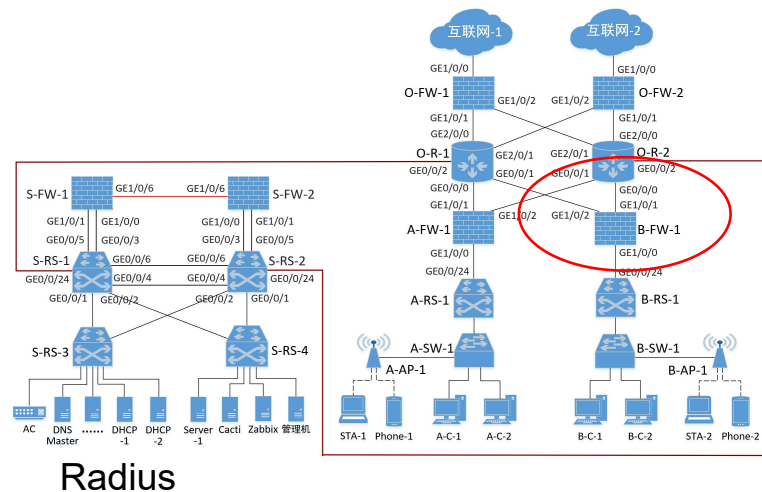 互联网-1
互联网-2
GE1/0/0
GE1/0/0
O-FW-1
O-FW-2
GE1/0/2
GE1/0/2
GE1/0/1
GE1/0/1
GE2/0/0
GE2/0/0
O-R-1
O-R-2
GE2/0/1
GE2/0/1
GE0/0/2
GE0/0/1
GE0/0/1
GE0/0/2
GE0/0/0
GE0/0/0
GE1/0/1
GE1/0/1
GE1/0/2
GE1/0/2
A-FW-1
B-FW-1
GE1/0/0
GE1/0/0
GE0/0/24
GE0/0/24
A-RS-1
B-RS-1
A-SW-1
B-SW-1
A-AP-1
B-AP-1
STA-1
Phone-1
A-C-1
A-C-2
B-C-1
B-C-2
STA-2
Phone-2
S-FW-1
GE1/0/6
GE1/0/6
S-FW-2
GE1/0/1
GE1/0/0
GE1/0/0
GE1/0/1
GE0/0/5
GE0/0/3
GE0/0/3
GE0/0/5
S-RS-1
GE0/0/6
GE0/0/6
S-RS-2
GE0/0/24
GE0/0/4
GE0/0/4
GE0/0/24
GE0/0/1
GE0/0/2
GE0/0/2
GE0/0/1
S-RS-3
S-RS-4
AC
DNS
Master
……
DHCP
-1
DHCP
-2
Server
-1
Cacti
Zabbix
管理机
Radius